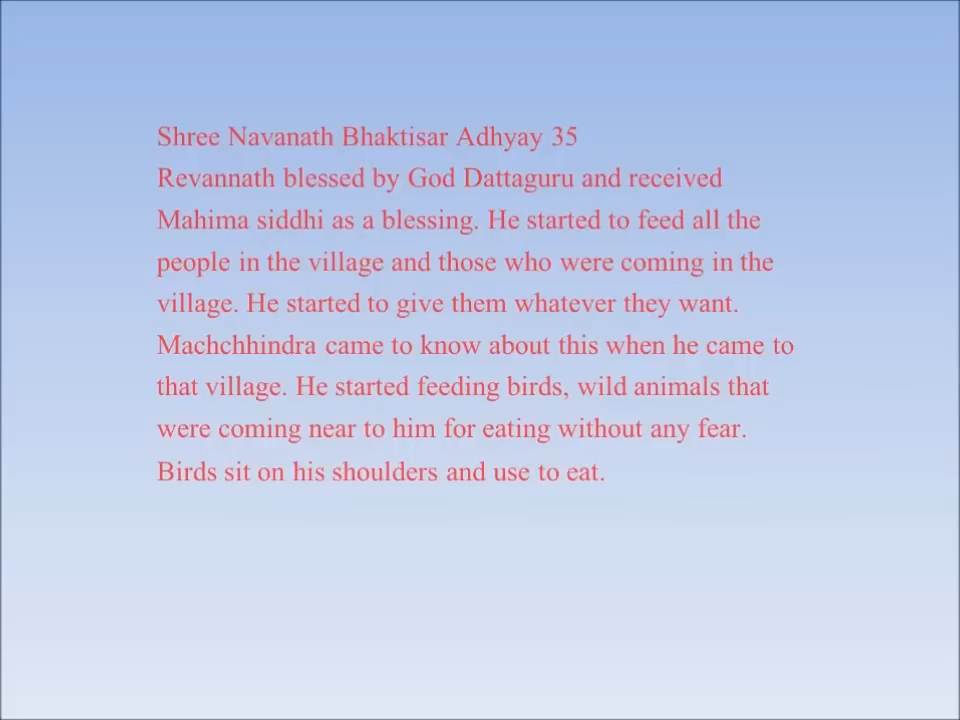 Shree Navanath Bhaktisar Adhyay 35
Revannath blessed by God Dattaguru and received
Mahima siddhi as a blessing. He started to feed all the
people in the village and those who were coming in the
village. He started to give them whatever they want.
Machchhindra came to know about this when he came to
that village. He started feeding birds, wild animals that
were coming near to him for eating without any fear.
Birds sit on his shoulders and use to eat.